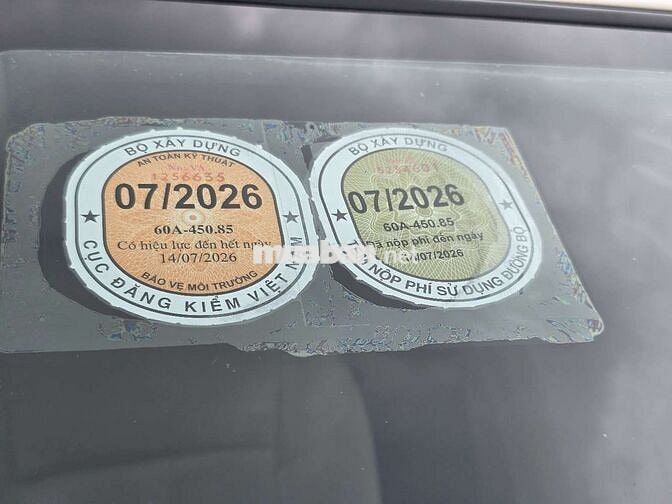 BỘ XÂY DỰNG
AN TOÀN KỸ THUẬT
1256635
07/2026
60A-450.85
Có hiệu lực đến hết ngày
14/07/2026
BẢO VỆ MÔI TRƯỜNG
CỤC ĐĂNG KIỂM VIỆT NAM
BỘ XÂY DỰNG
07/2026
60A-450.85
nộp phí đến ngày
/07/2026
NỘP PHÍ SỬ DỤNG ĐƯỜNG BỘ